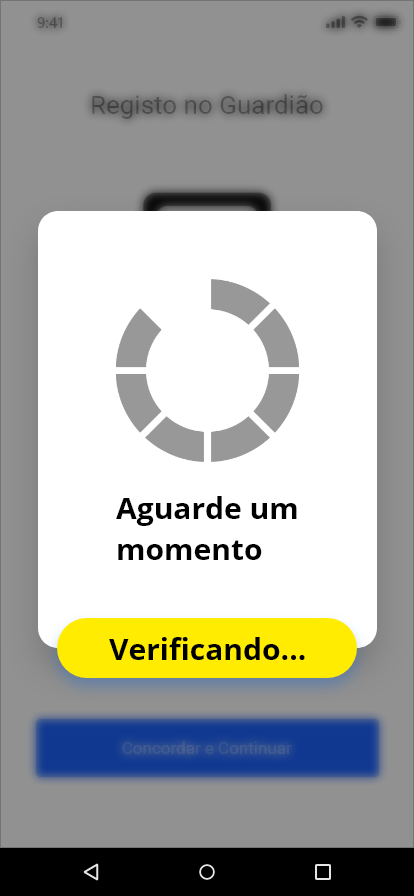 9:41
Registo no Guardião
Aguarde um
momento
Verificando...
Concordar e Continuar